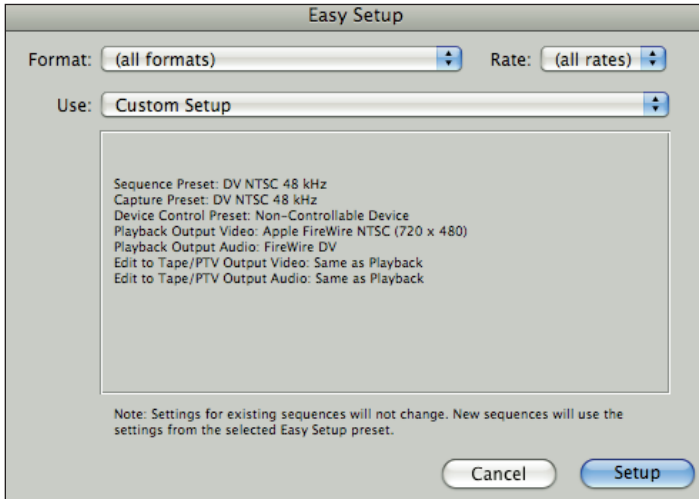 Easy Setup
Format: (all formats) Rate: (all rates)
Use: Custom Setup
Sequence Preset: DV NTSC 48 kHz
Capture Preset: DV NTSC 48 kHz
Device Control Preset: Non-Controllable Device
Playback Output Video: Apple FireWire NTSC (720 x 480)
Playback Output Audio: FireWire DV
Edit to Tape/PTV Output Video: Same as Playback
Edit to Tape/PTV Output Audio: Same as Playback
Note: Settings for existing sequences will not change. New sequences will use the
settings from the selected Easy Setup preset.
Cancel Setup